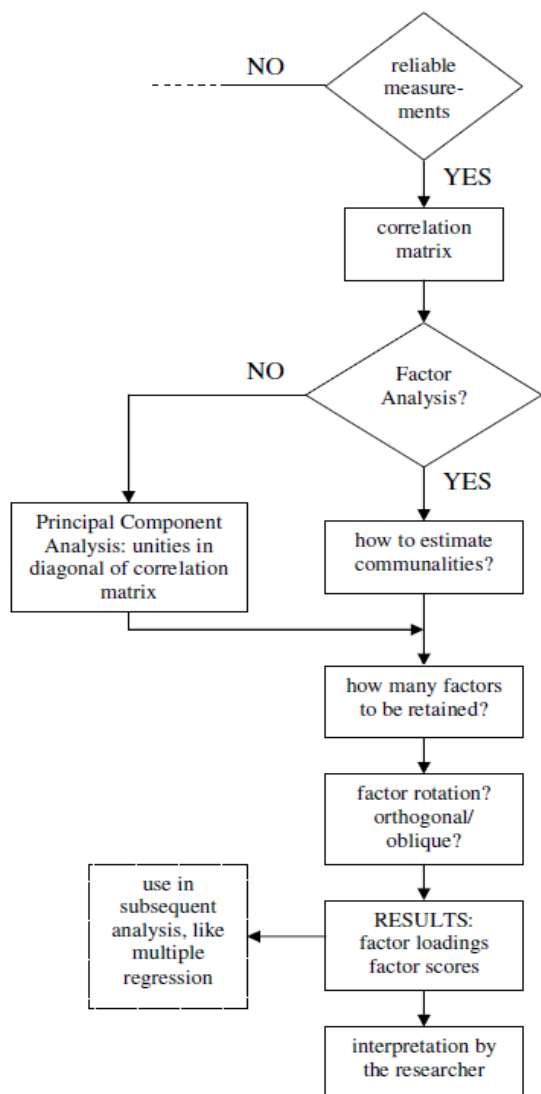 NO
reliable
measure-
ments
YES
correlation
matrix
NO
Factor
Analysis?
YES
Principal Component
Analysis: unities in
diagonal of correlation
matrix
how to estimate
communalities?
how many factors
to be retained?
factor rotation?
orthogonal/
oblique?
use in
subsequent
analysis, like
multiple
regression
RESULTS:
factor loadings
factor scores
interpretation by
the researcher